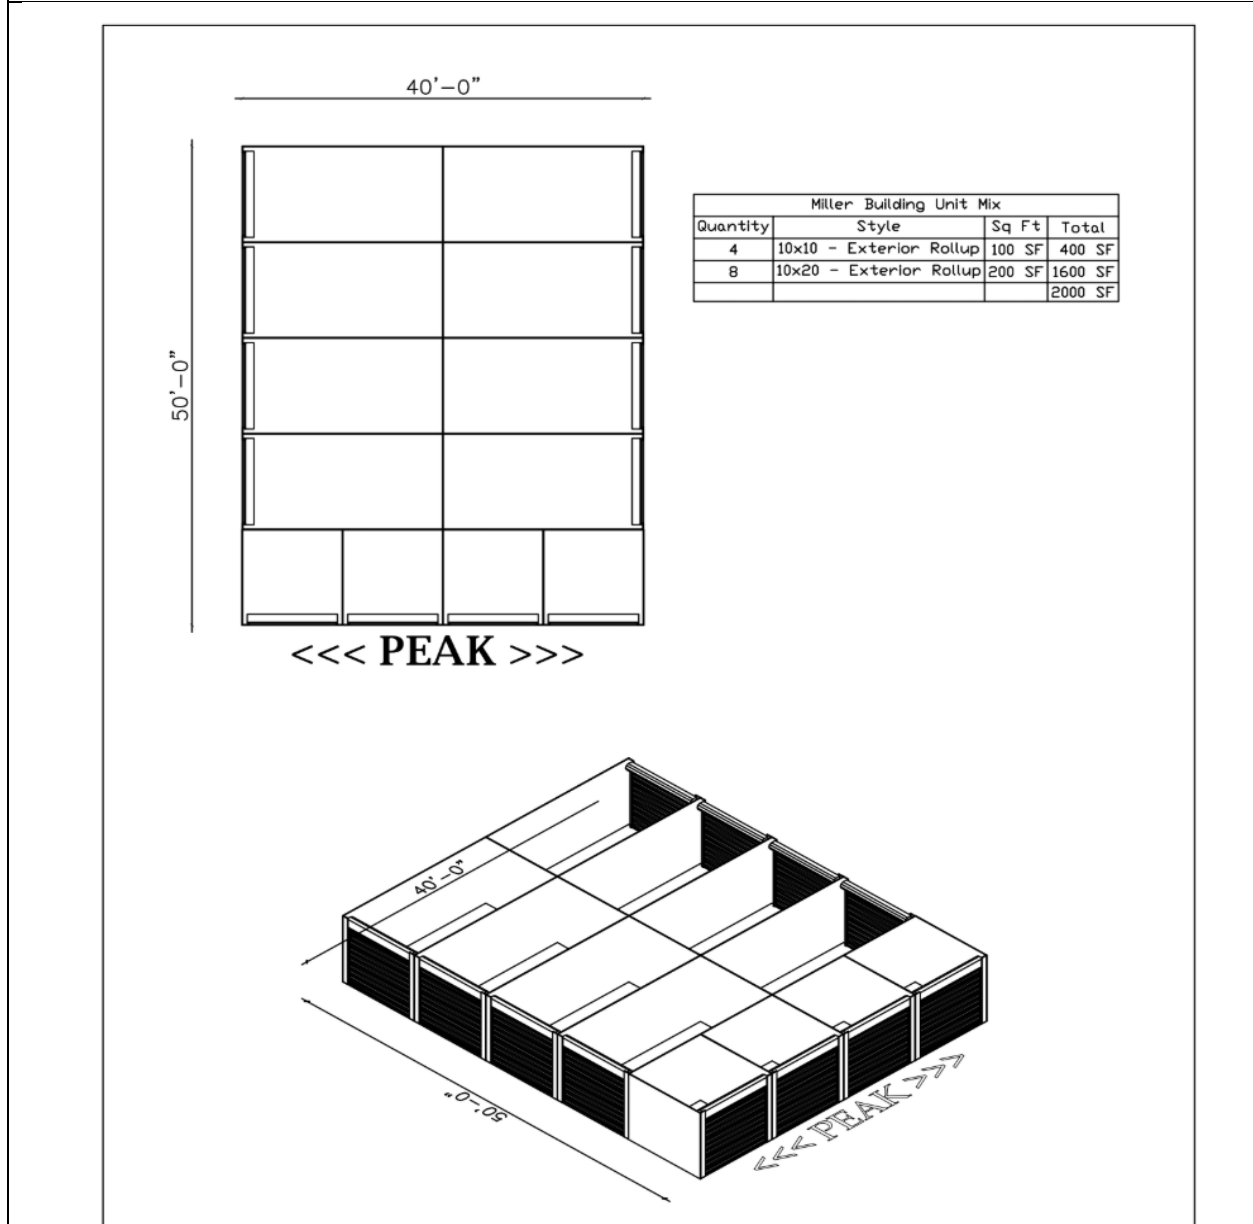 40'-0"
50'-0"
Miller Building Unit Mix
Quantity Style Sq Ft Total
4 10x10 - Exterior Rollup 100 SF 400 SF
8 10x20 - Exterior Rollup 200 SF 1600 SF
2000 SF
<<< PEAK >>>
40'-0"
50'-0"
<<< PEAK >>>